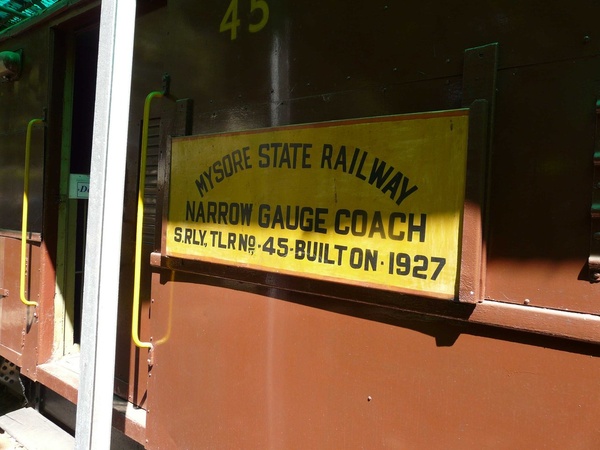 45
MYSORE STATE RAILWAY
NARROW GAUGE COACH
S.RLY, TLR Nº.-45-BUILT ON·1927